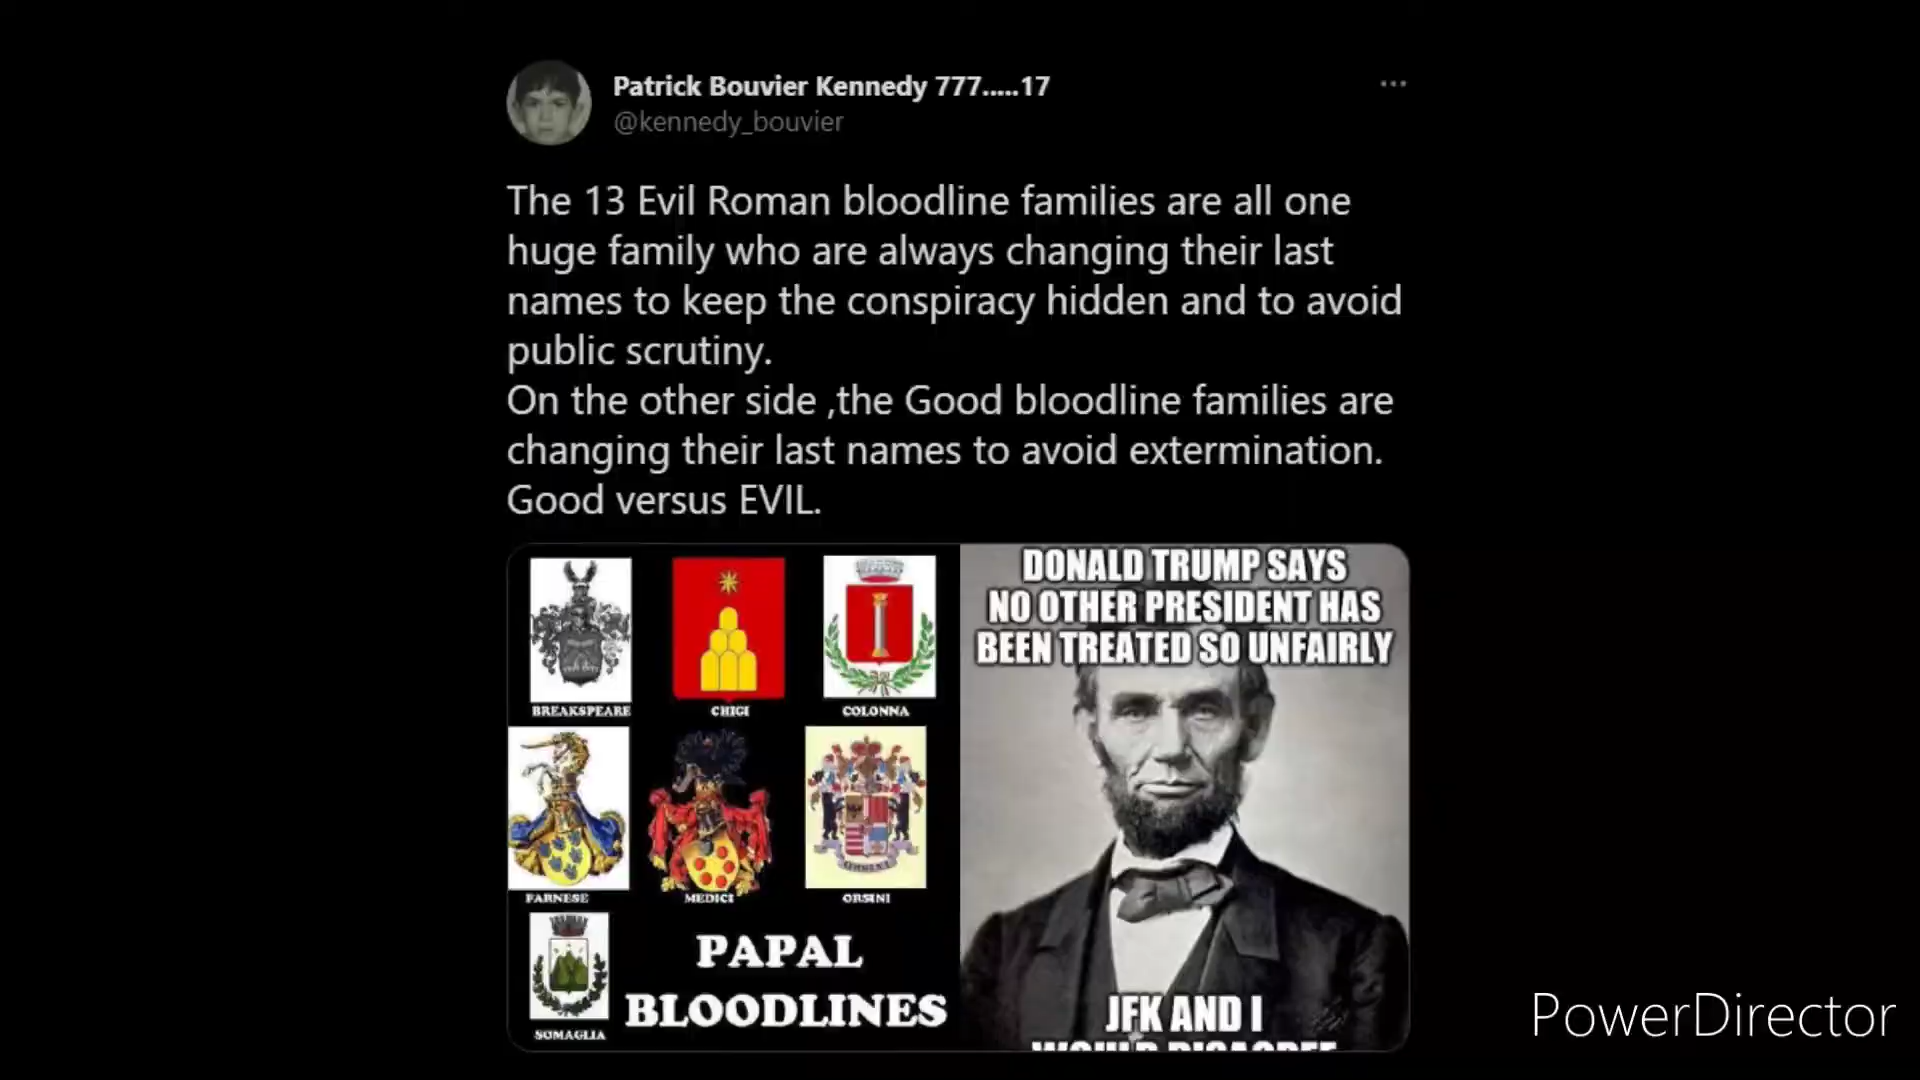 Patrick Bouvier Kennedy 777.....17
@kennedy_bouvier
The 13 Evil Roman bloodline families are all one
huge family who are always changing their last
names to keep the conspiracy hidden and to avoid
public scrutiny.
On the other side ,the Good bloodline families are
changing their last names to avoid extermination.
Good versus EVIL.
BREAKSPEARE
CHIGI
COLONNA
FARNESE
MEDICI
ORSINI
SOMAGLIA
PAPAL
BLOODLINES
DONALD TRUMP SAYS
NO OTHER PRESIDENT HAS
BEEN TREATED SO UNFAIRLY
JFK AND I
WOULD DISAGREE
PowerDirector